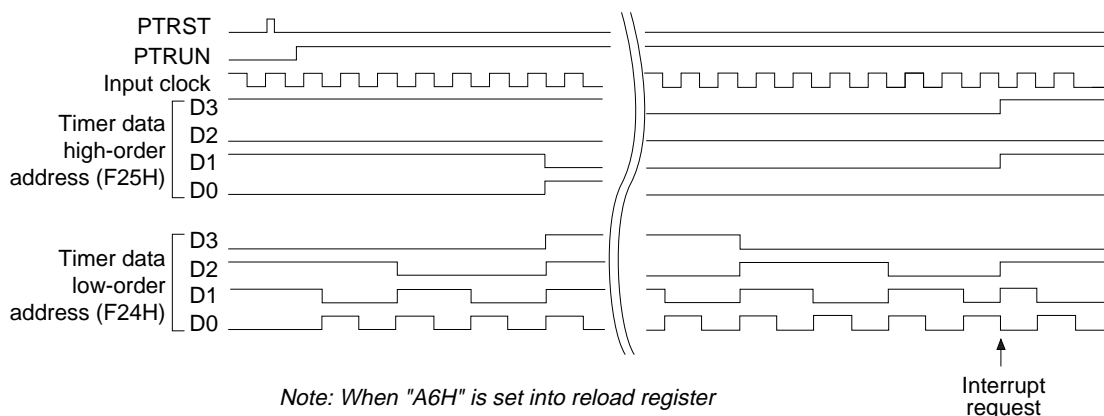 PTRST
PTRUN
Input clock
Timer data
high-order
address (F25H)
D3
D2
D1
D0
Timer data
low-order
address (F24H)
D3
D2
D1
D0
Note: When "A6H" is set into reload register
Interrupt
request